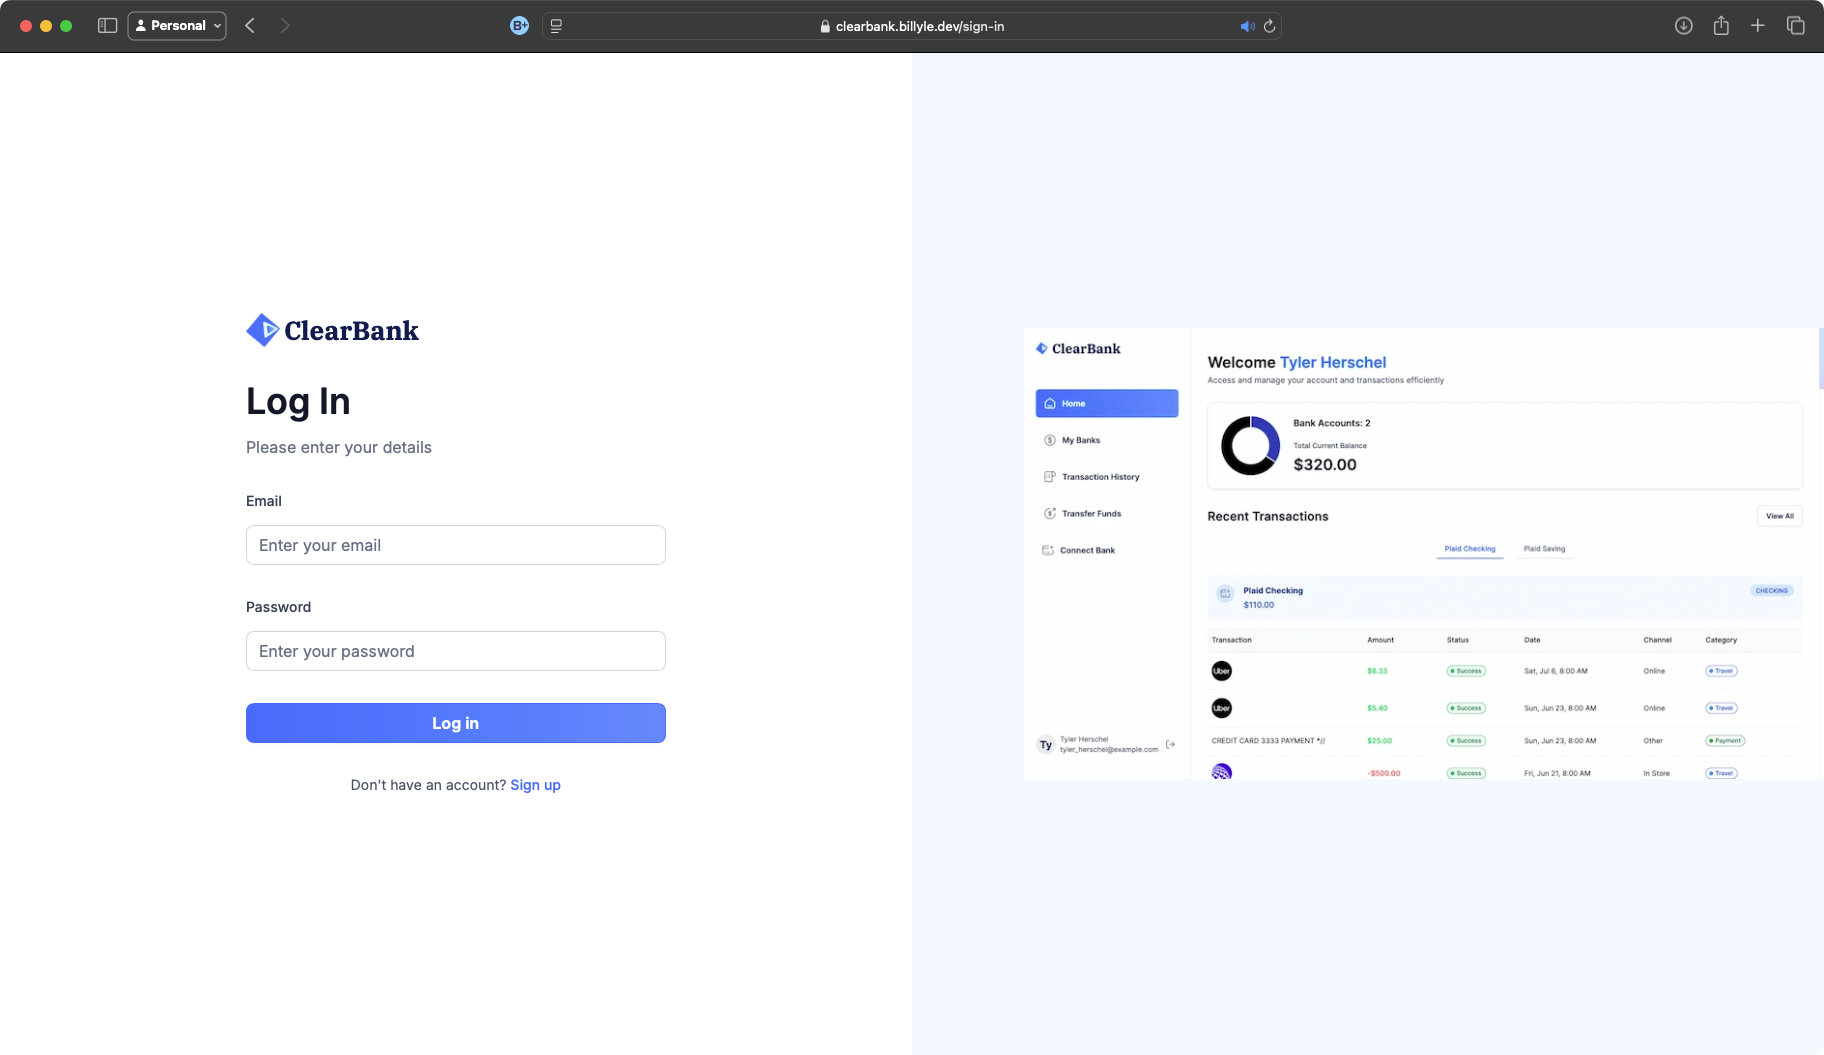 Personal
B+
clearbank.billyle.dev/sign-in
ClearBank
Log In
Please enter your details
Email
Enter your email
Password
Enter your password
Log in
Don't have an account? Sign up
ClearBank
Home
My Banks
Transaction History
Transfer Funds
Connect Bank
Ty
Tyler Herschel
tyler_herschel@example.com
Welcome Tyler Herschel
Access and manage your account and transactions efficiently
Bank Accounts: 2
Total Current Balance
$320.00
Recent Transactions
View All
Plaid Checking Plaid Saving
Plaid Checking
$110.00
CHECKING
Transaction Amount Status Date Channel Category
Uber $6.33 Success Sat, Jul 6, 8:00 AM Online Travel
Uber $5.40 Success Sun, Jun 23, 8:00 AM Online Travel
CREDIT CARD 3333 PAYMENT *// $25.00 Success Sun, Jun 23, 8:00 AM Other Payment
-$500.00 Success Fri, Jun 21, 8:00 AM In Store Travel